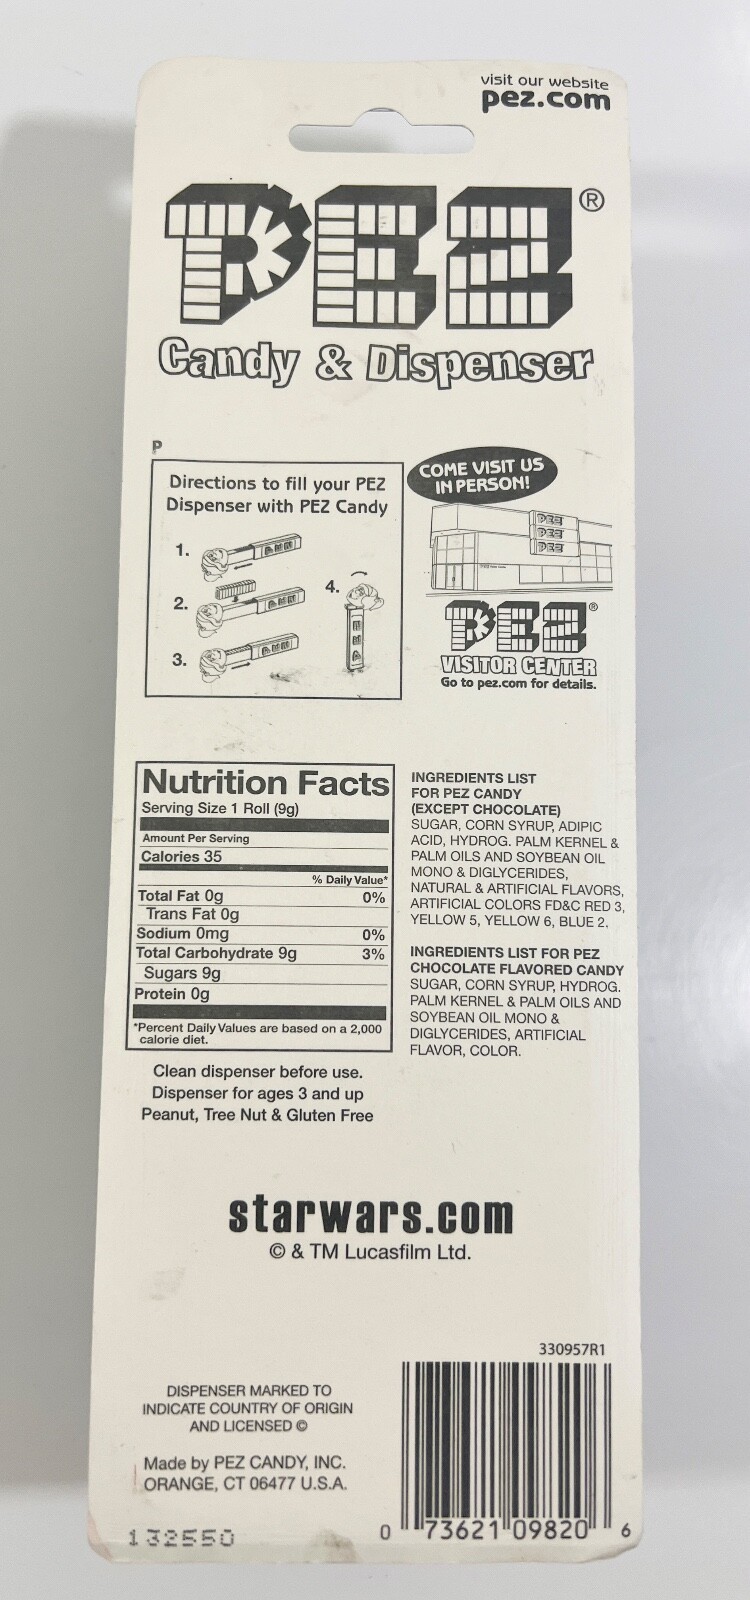 visit our website
pez.com
PEZ®
Candy & Dispenser
P
Directions to fill your PEZ
Dispenser with PEZ Candy
1.
2.
3.
4.
COME VISIT US
IN PERSON!
PEZ
PEZ
PEZ
PEZ®
VISITOR CENTER
Go to pez.com for details.
Nutrition Facts
Serving Size 1 Roll (9g)
Amount Per Serving
Calories 35
% Daily Value*
Total Fat 0g 0%
Trans Fat 0g
Sodium 0mg 0%
Total Carbohydrate 9g 3%
Sugars 9g
Protein 0g
*Percent Daily Values are based on a 2,000
calorie diet.
INGREDIENTS LIST
FOR PEZ CANDY
(EXCEPT CHOCOLATE)
SUGAR, CORN SYRUP, ADIPIC
ACID, HYDROG. PALM KERNEL &
PALM OILS AND SOYBEAN OIL
MONO & DIGLYCERIDES,
NATURAL & ARTIFICIAL FLAVORS,
ARTIFICIAL COLORS FD&C RED 3,
YELLOW 5, YELLOW 6, BLUE 2.
INGREDIENTS LIST FOR PEZ
CHOCOLATE FLAVORED CANDY
SUGAR, CORN SYRUP, HYDROG.
PALM KERNEL & PALM OILS AND
SOYBEAN OIL MONO &
DIGLYCERIDES, ARTIFICIAL
FLAVOR, COLOR.
Clean dispenser before use.
Dispenser for ages 3 and up
Peanut, Tree Nut & Gluten Free
starwars.com
© & TM Lucasfilm Ltd.
330957R1
DISPENSER MARKED TO
INDICATE COUNTRY OF ORIGIN
AND LICENSED ©
Made by PEZ CANDY, INC.
ORANGE, CT 06477 U.S.A.
132550
0 73621 09820 6